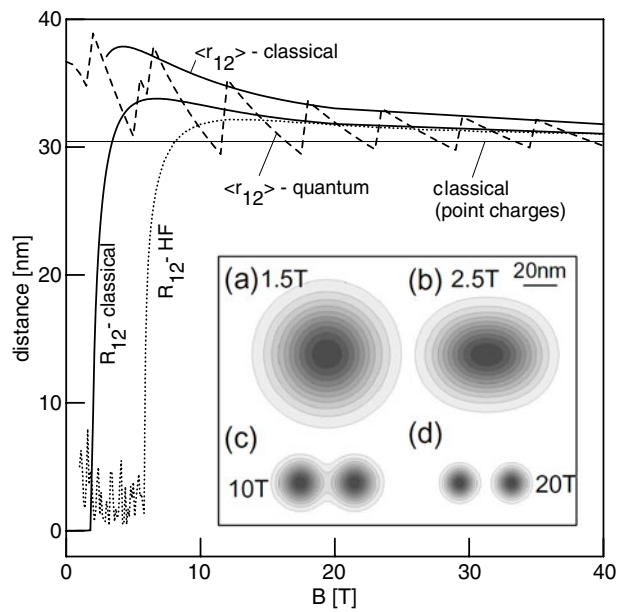 40
30
20
10
0
distance [nm]
<r₁₂> - classical
<r₁₂> - quantum
classical
(point charges)
R₁₂- classical
R₁₂- HF
(a) 1.5T
(b) 2.5T
20nm
(c)
10T
(d)
20T
0 10 20 30 40
B [T]